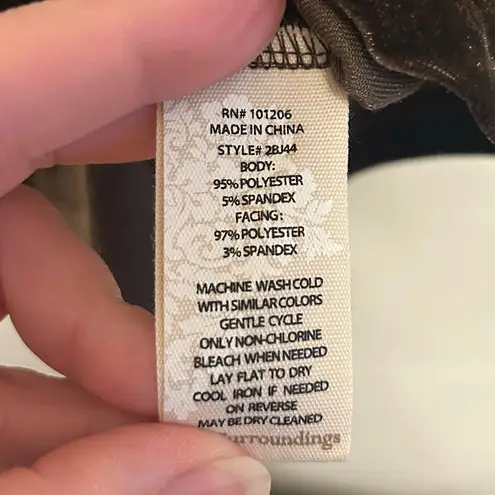 RN# 101206
MADE IN CHINA
STYLE# 2BJ44
BODY:
95% POLYESTER
5% SPANDEX
FACING:
97% POLYESTER
3% SPANDEX
MACHINE WASH COLD
WITH SIMILAR COLORS
GENTLE CYCLE
ONLY NON-CHLORINE
BLEACH WHEN NEEDED
LAY FLAT TO DRY
COOL IRON IF NEEDED
ON REVERSE
MAY BE DRY CLEANED
urroundings